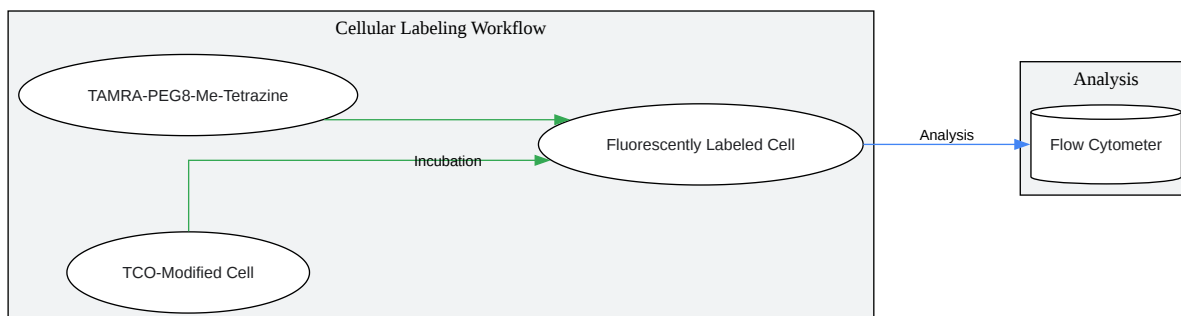 Cellular Labeling Workflow
TAMRA-PEG8-Me-Tetrazine
TCO-Modified Cell
Incubation
Fluorescently Labeled Cell
Analysis
Analysis
Flow Cytometer